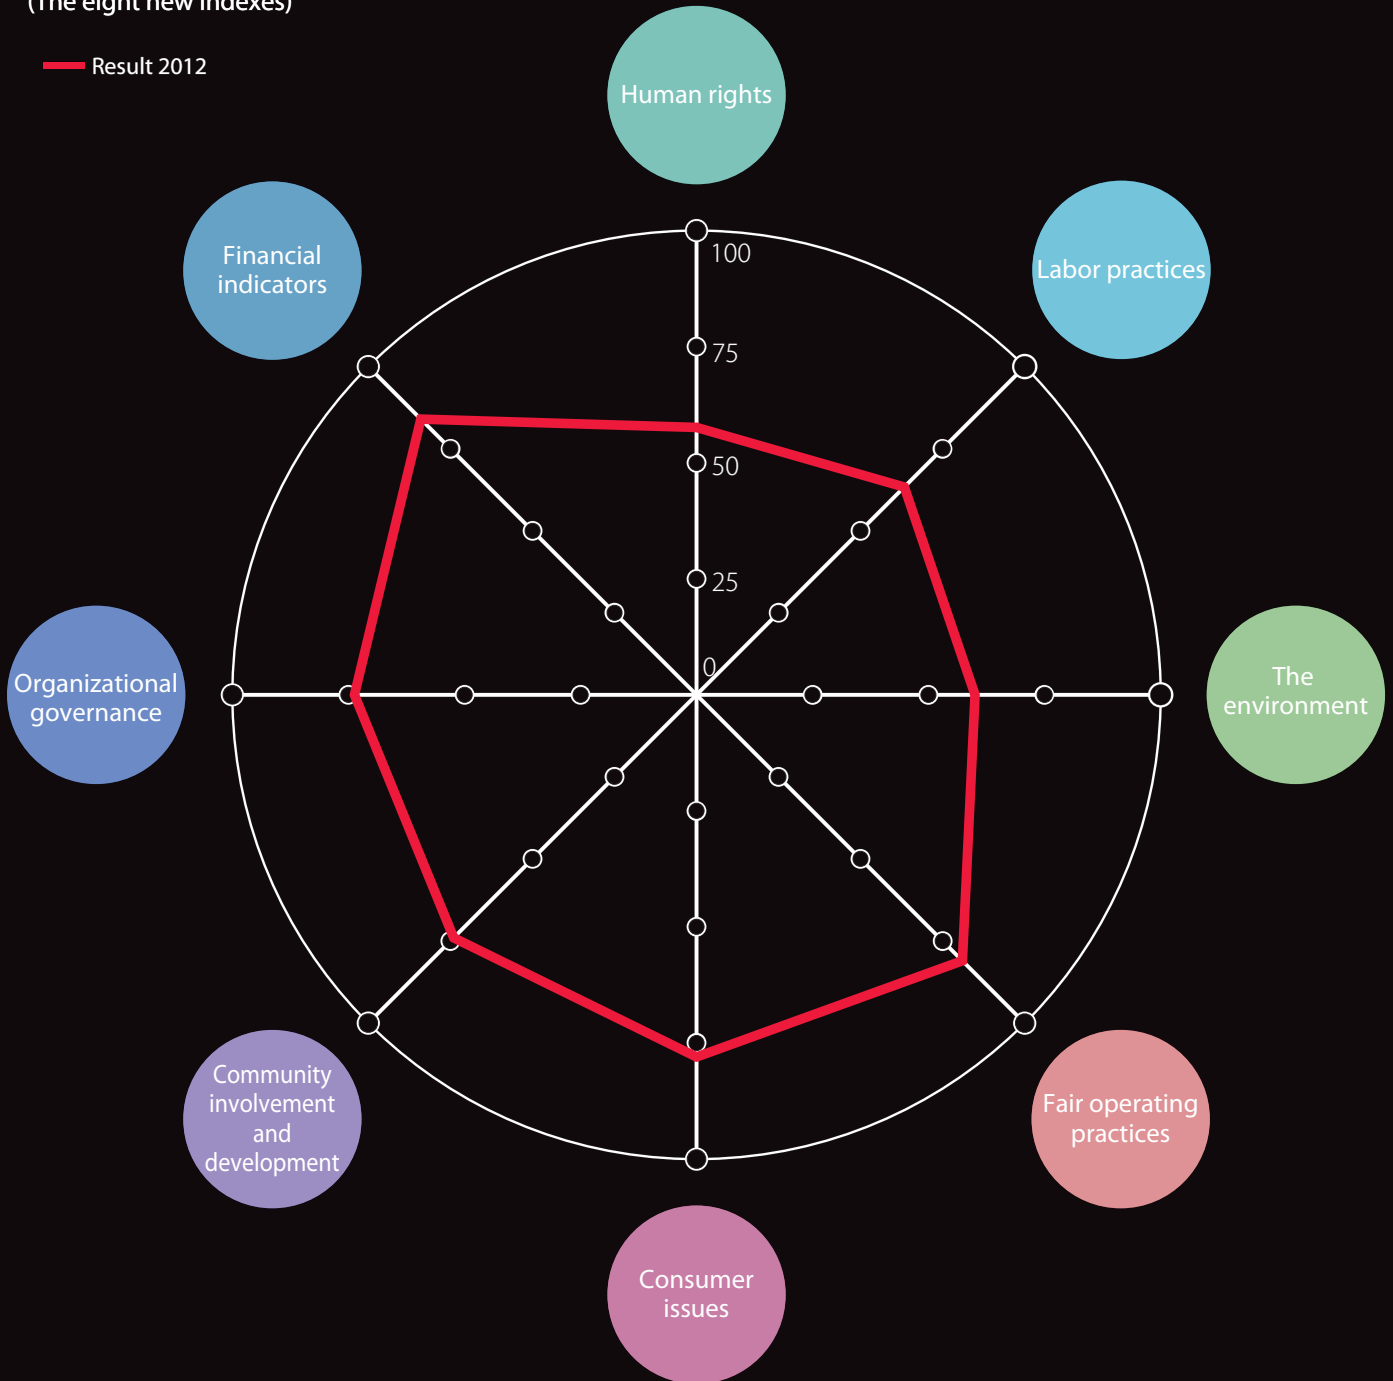 (The eight new indexes)
Result 2012
Human rights
Financial
indicators
Labor practices
100
75
50
25
0
Organizational
governance
The
environment
Community
involvement
and
development
Fair operating
practices
Consumer
issues